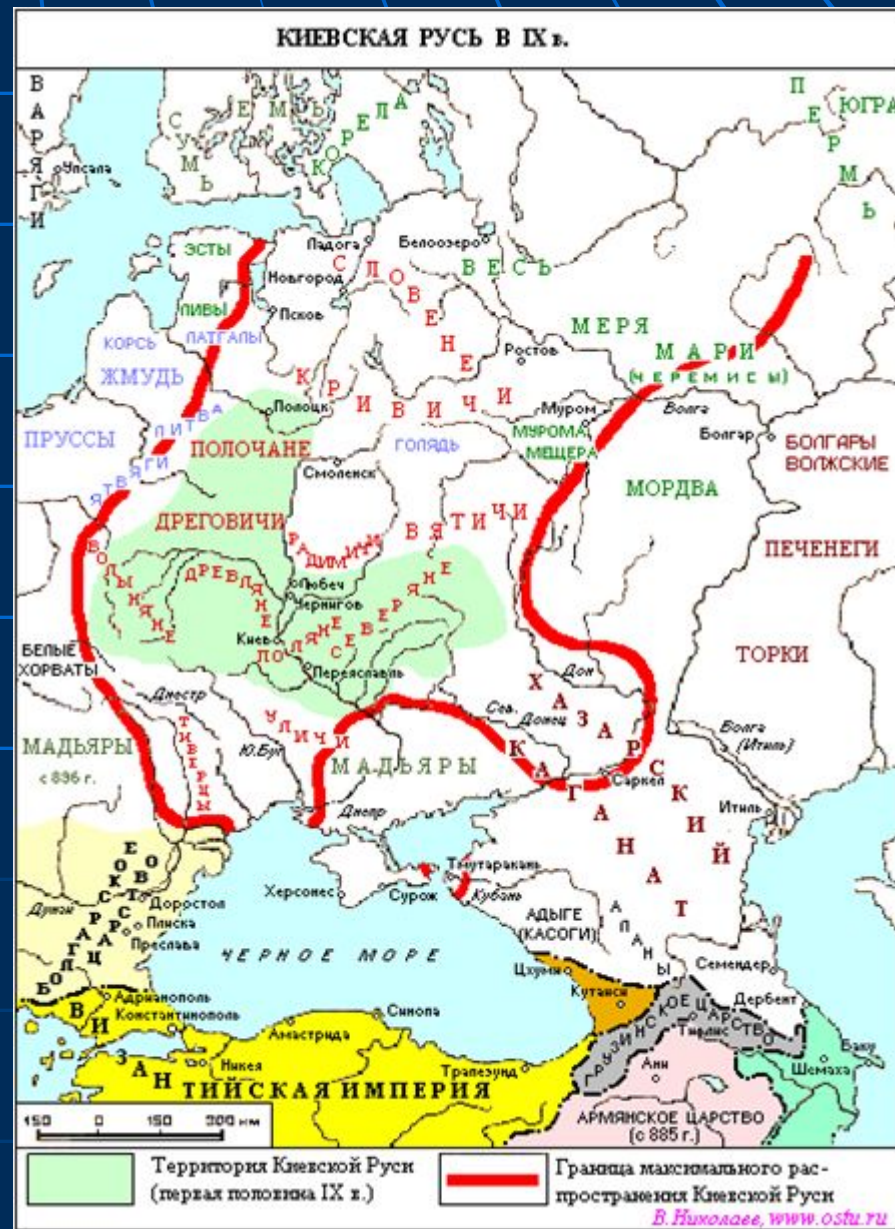 КИЕВСКАЯ РУСЬ В IX в.
ВАРЯГИ
Упсала
СУМЬ
ЕМЬ
КОРЕЛА
ПЕРМЬ
ЮГРА
ЭСТЫ
Ладога
Белоозеро
ВЕСЬ
Новгород
СЛОВЕНЕ
ЛИВЫ
Псков
МЕРЯ
КОРСЬ
ЛАТГАЛЫ
Ростов
МАРИ
(ЧЕРЕМИСЫ)
ЖМУДЬ
КРИВИЧИ
Полоцк
Муром
Волга
ЛИТВА
Болгар
ПРУССЫ
ПОЛОЧАНЕ
ГОЛЯДЬ
МУРОМА
МЕЩЕРА
БОЛГАРЫ
ВОЛЖСКИЕ
ЯТВЯГИ
Смоленск
МОРДВА
ДРЕГОВИЧИ
ВЯТИЧИ
РАДИМИЧИ
ПЕЧЕНЕГИ
ВОЛЫНЯНЕ
ДРЕВЛЯНЕ
Любеч
Чернигов
СЕВЕРЯНЕ
Киев
ПОЛЯНЕ
БЕЛЫЕ
ХОРВАТЫ
Переяславль
ТОРКИ
Дон
Днестр
Сев.
Донец
ХАЗАРСКИЙ
КАГАНАТ
УЛИЧИ
ТИВЕРЦЫ
Ю.Буг
Волга
(Итиль)
МАДЬЯРЫ
с 896 г.
МАДЬЯРЫ
Саркел
Итиль
Днепр
Тмутаракань
Херсонес
Сурож
Кубань
БОЛГАРСКОЕ
ЦАРСТВО
Дунай
Доростол
Плиска
Преслава
АДЫГЕ
(КАСОГИ)
АЛАНЫ
ЧЕРНОЕ МОРЕ
Цхуми
Семендер
Кутаиси
Дербент
Адрианополь
Константинополь
Синопа
Амастрида
ГРУЗИНСКОЕ ЦАРСТВО
Тифлис
Баку
Никея
Трапезунд
Ани
Шемаха
ВИЗАНТИЙСКАЯ ИМПЕРИЯ
АРМЯНСКОЕ ЦАРСТВО
(с 885 г.)
150 0 150 300 км
Территория Киевской Руси
(первая половина IX в.)
Граница максимального рас-
пространения Киевской Руси
В.Николаев, www.ostu.ru